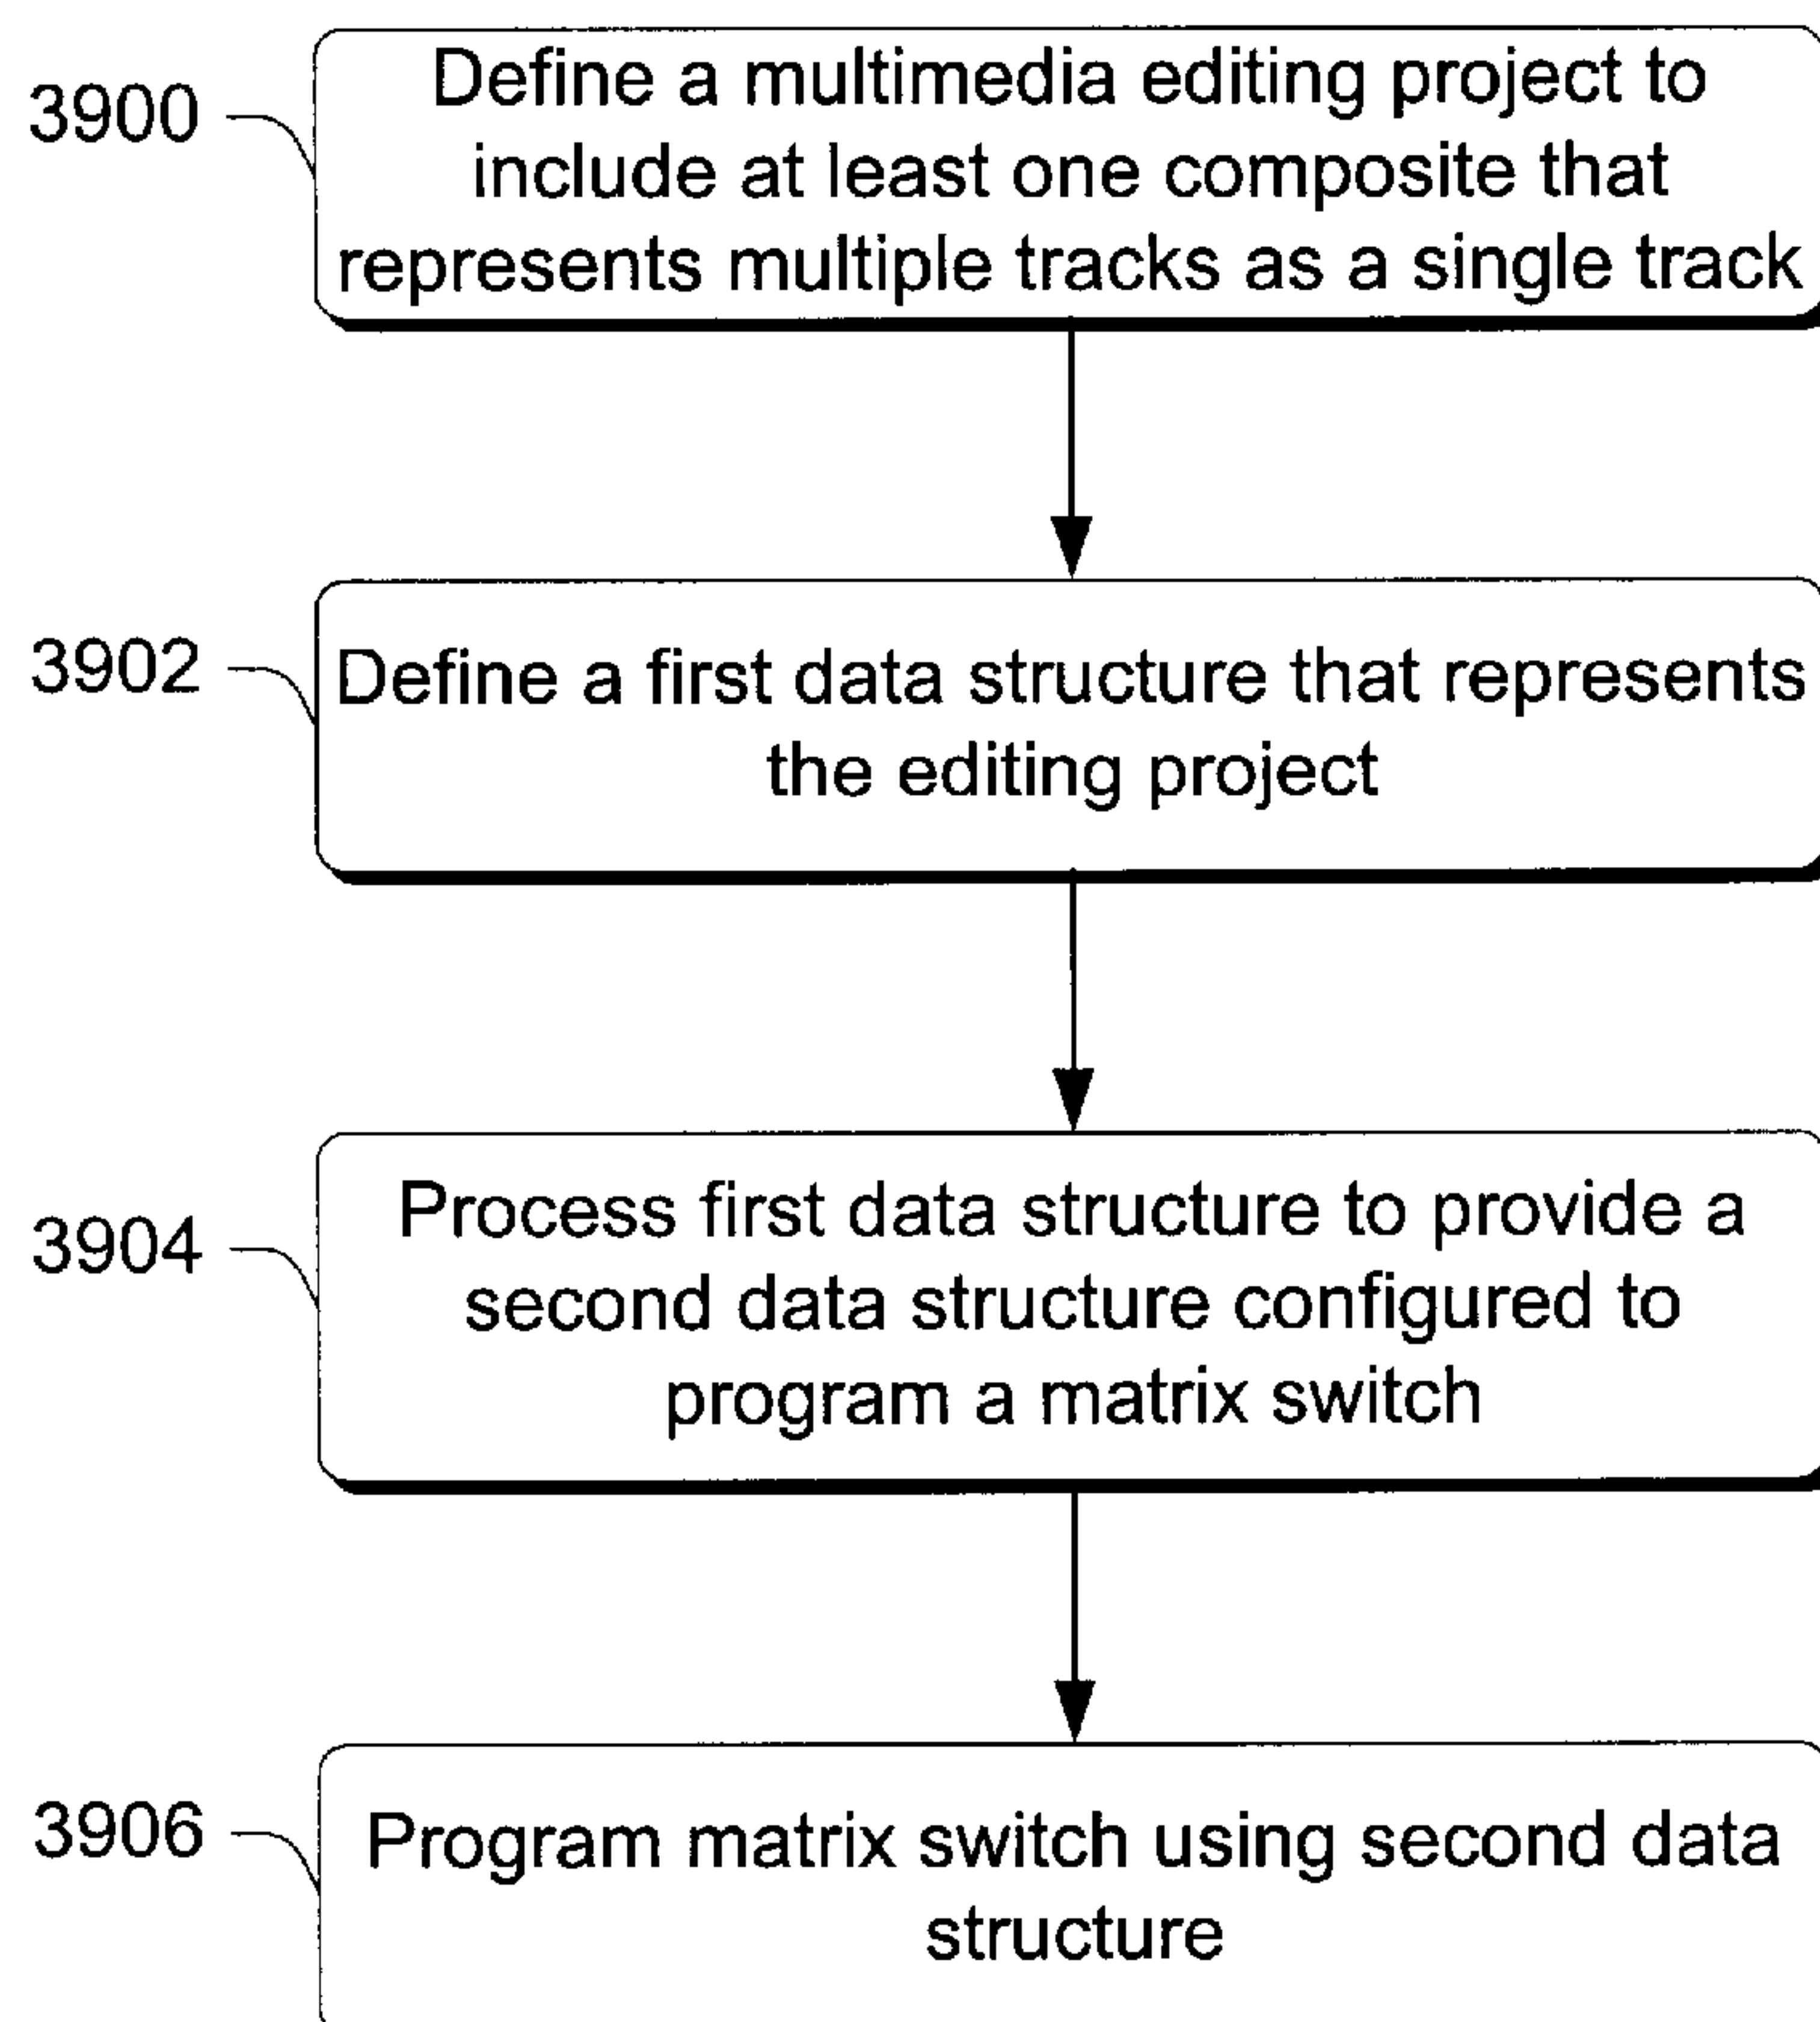 3900
Define a multimedia editing project to
include at least one composite that
represents multiple tracks as a single track
3902
Define a first data structure that represents
the editing project
3904
Process first data structure to provide a
second data structure configured to
program a matrix switch
3906
Program matrix switch using second data
structure